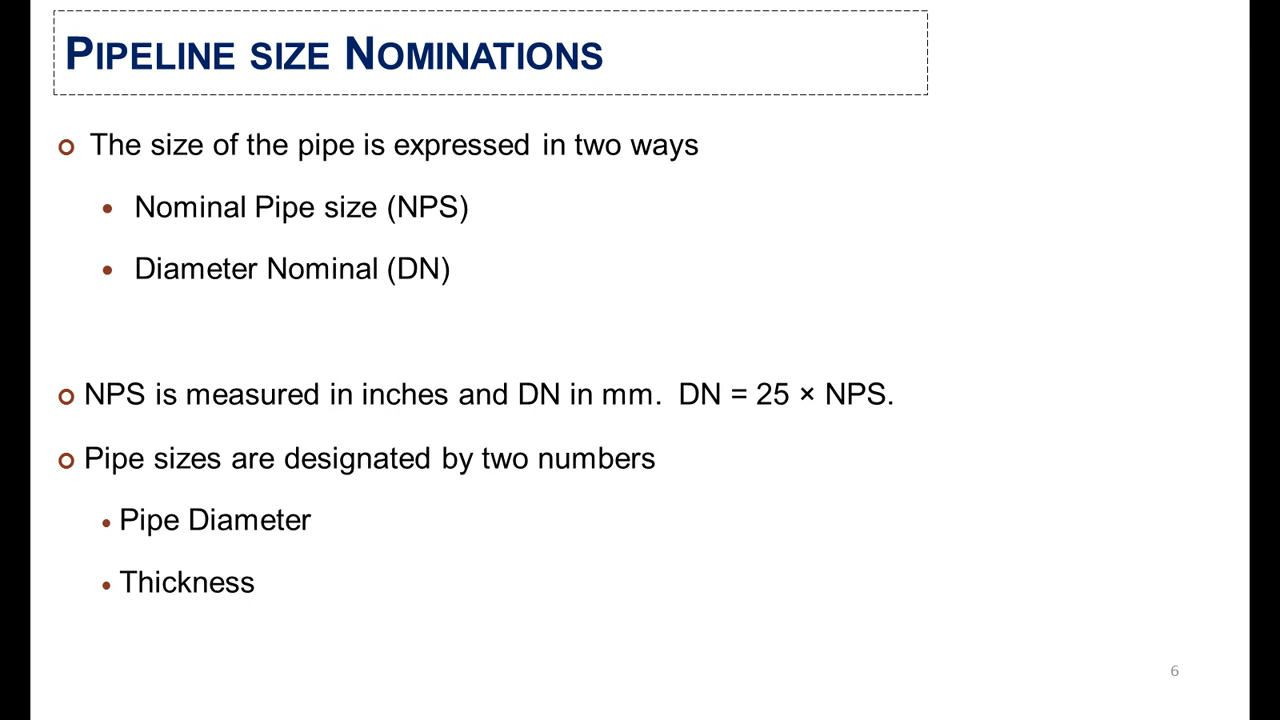 PIPELINE SIZE NOMINATIONS
The size of the pipe is expressed in two ways
Nominal Pipe size (NPS)
Diameter Nominal (DN)
NPS is measured in inches and DN in mm. DN = 25 × NPS.
Pipe sizes are designated by two numbers
Pipe Diameter
Thickness
6